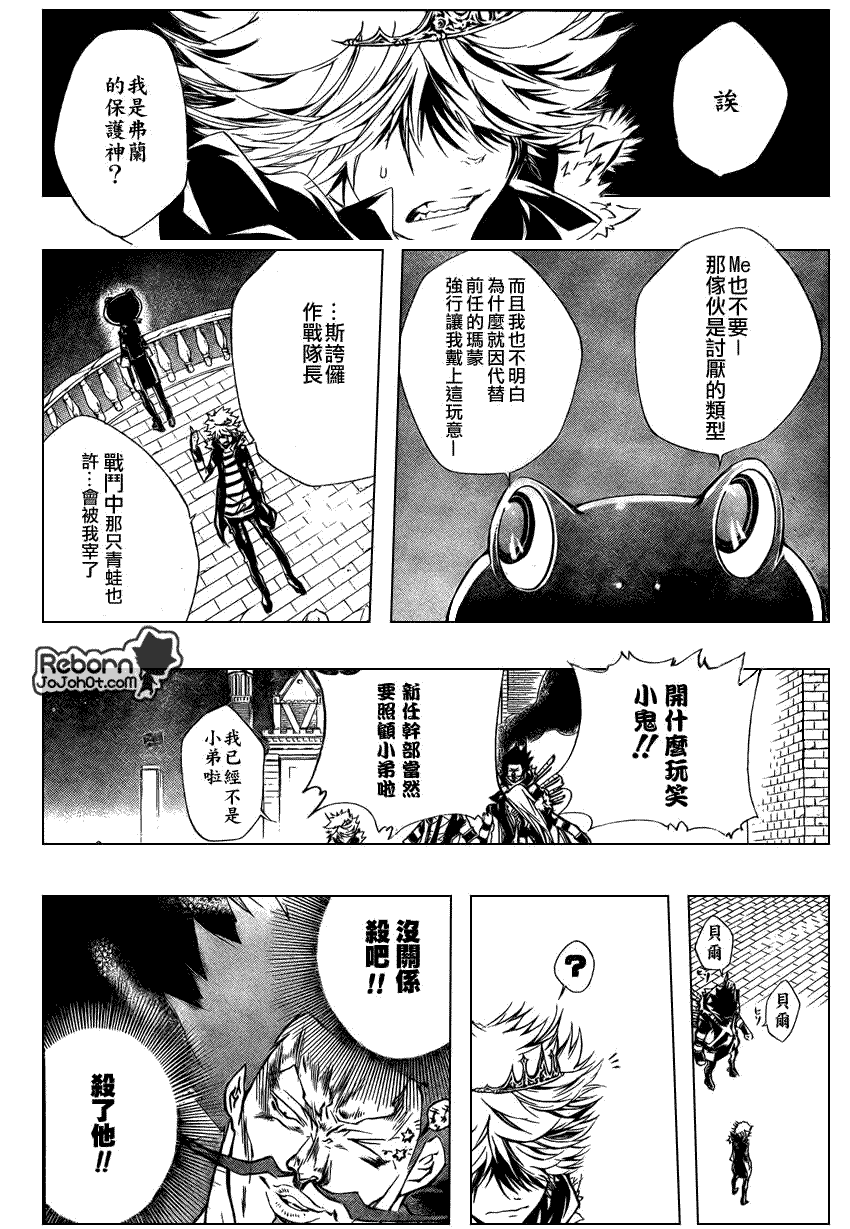 誒
我是弗蘭
的保護神？
Me也不要－
那傢伙是討厭的類型
而且我也不明白
為什麼就因代替
前任的瑪蒙
強行讓我戴上這玩意－
…斯誇儸
作戰隊長
戰鬥中那只青蛙也
許…會被我宰了
開什麼玩笑
小鬼!!
新任幹部當然
要照顧小弟啦
我已經不是
小弟啦
Reborn
JoJoHot.com
貝爾
貝爾
ヒソ
?
沒關係
殺吧!!
殺了他!!